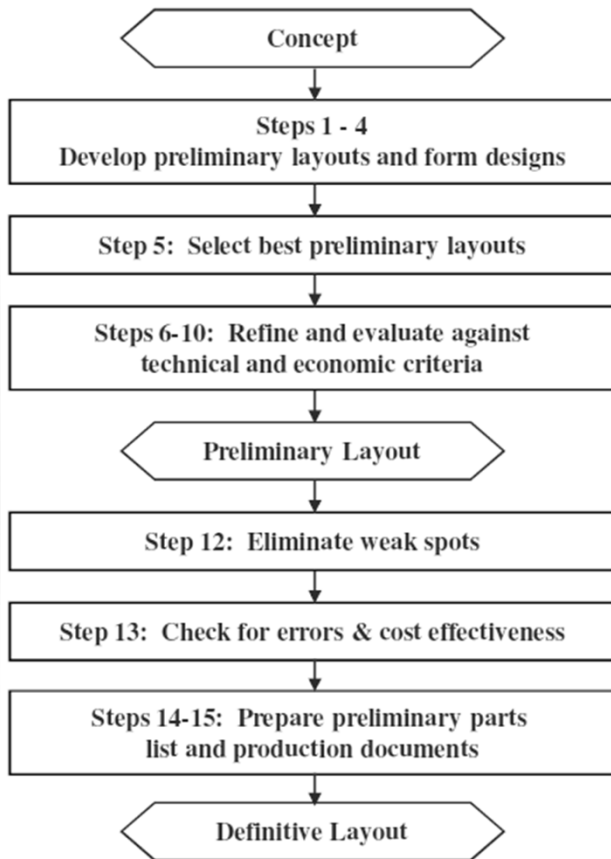 Concept
Steps 1 - 4
Develop preliminary layouts and form designs
Step 5: Select best preliminary layouts
Steps 6-10: Refine and evaluate against
technical and economic criteria
Preliminary Layout
Step 12: Eliminate weak spots
Step 13: Check for errors & cost effectiveness
Steps 14-15: Prepare preliminary parts
list and production documents
Definitive Layout